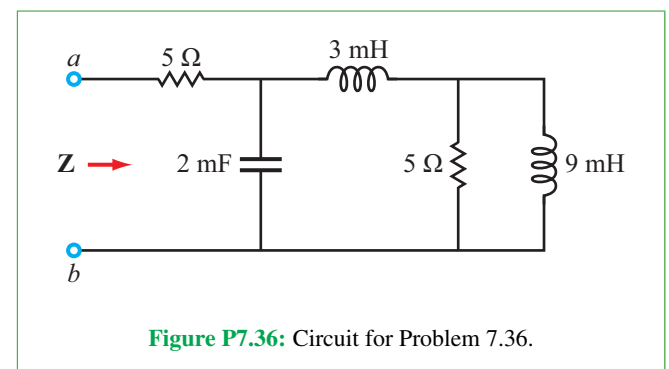 a
5 Ω
3 mH
Z
2 mF
5 Ω
9 mH
b
Figure P7.36: Circuit for Problem 7.36.